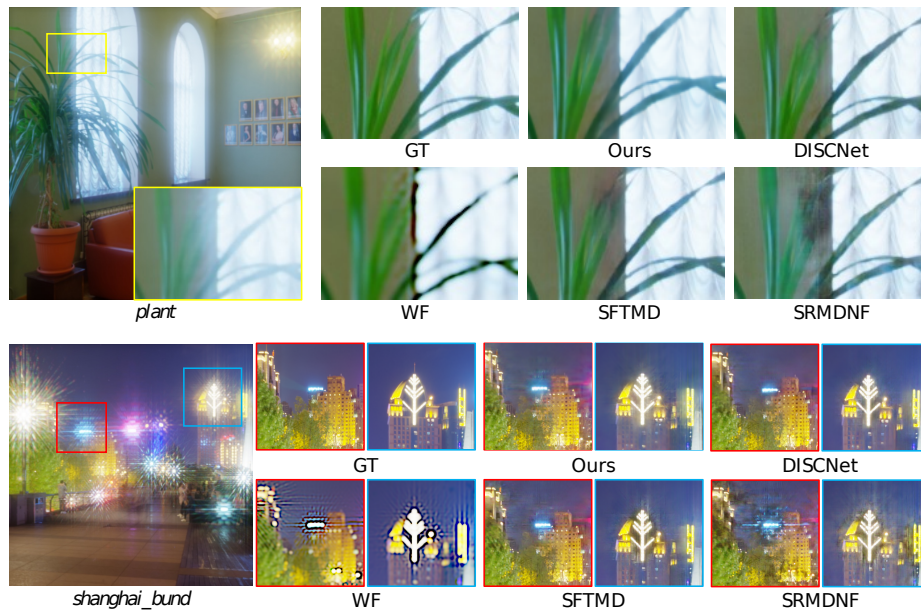 GT Ours DISCNet
WF SFTMD SRMDNF
plant
GT Ours DISCNet
WF SFTMD SRMDNF
shanghai_bund